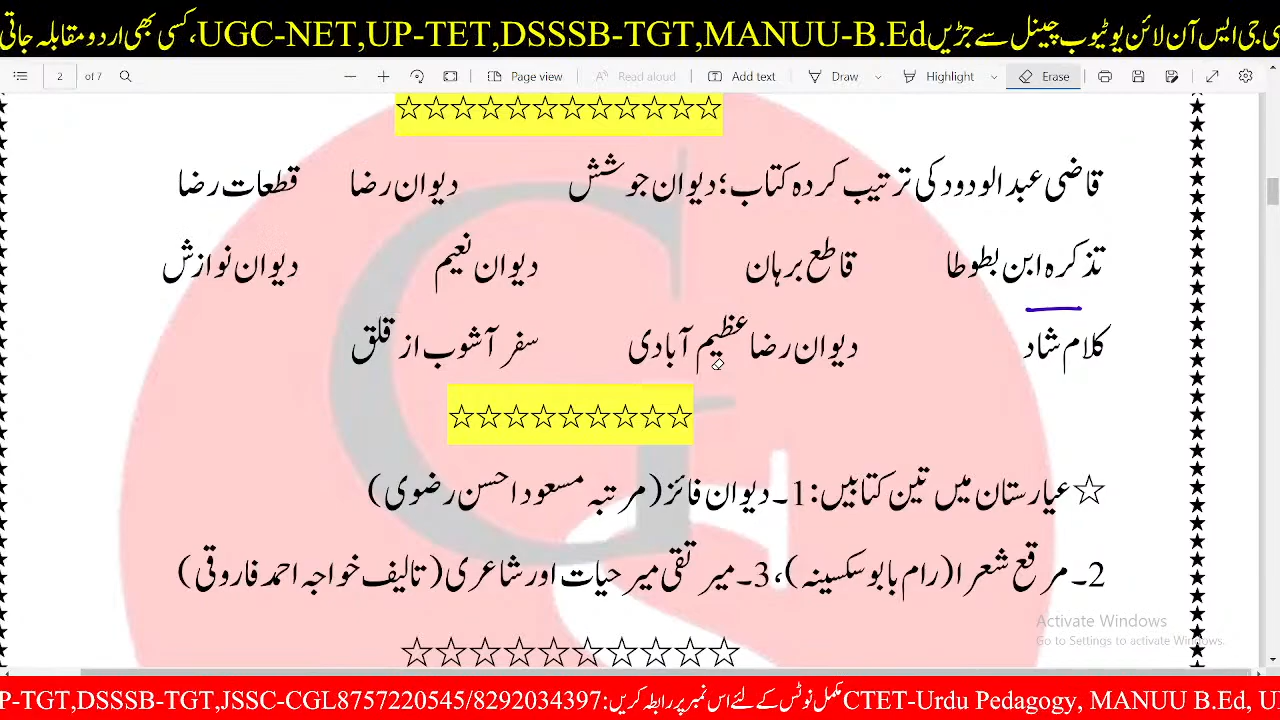 جی ایس آن لائن یوٹیوب چینل سے جڑیں UGC-NET,UP-TET,DSSSB-TGT,MANUU-B.Ed، کسی بھی اردو مقابلہ جاتی
2 of 7 Page view Read aloud Add text Draw Highlight Erase
☆☆☆☆☆☆☆☆☆☆☆☆
قاضی عبدالودود کی ترتیب کردہ کتاب؛ دیوان جوشش دیوان رضا قطعات رضا
تذکرہ ابن بطوطا قاطع برہان دیوان نعیم دیوان نوازش
کلام شاد دیوان رضا عظیم آبادی سفر آشوب از قلق
☆☆☆☆☆☆☆☆☆
☆عیارستان میں تین کتابیں: 1۔ دیوان فائز (مرتبہ مسعود احسن رضوی)
2۔ مرقع شعرا (رام بابو سکسینہ)، 3۔ میر تقی میر حیات اور شاعری (تالیف خواجہ احمد فاروقی)
Activate Windows
Go to Settings to activate Windows.
☆☆☆☆☆☆☆☆☆☆
P-TGT,DSSSB-TGT,JSSC-CGL مکمل نوٹس کے لئے اس نمبر پر رابطہ کریں:8757220545/8292034397 CTET-Urdu Pedagogy, MANUU B.Ed, U